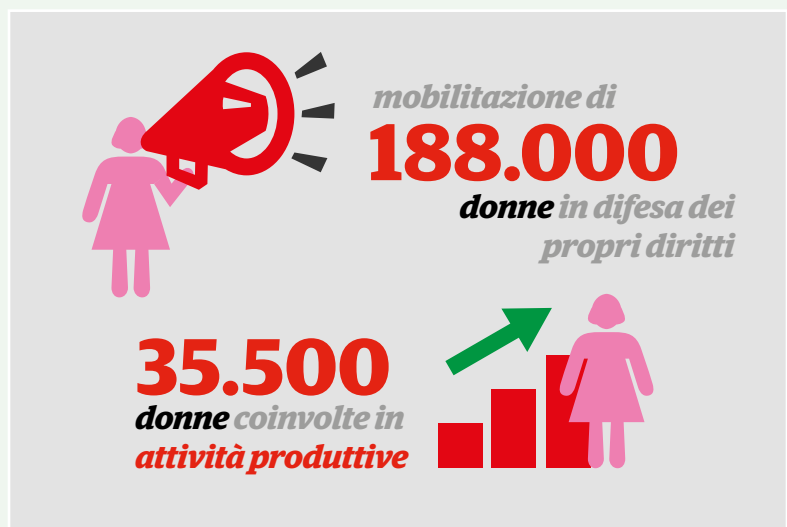 mobilitazione di
188.000
donne in difesa dei
propri diritti
35.500
donne coinvolte in
attività produttive